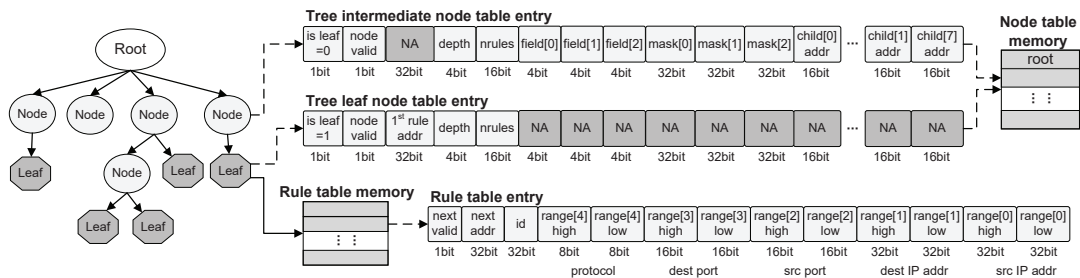 Root
Node
Node
Node
Node
Leaf
Node
Leaf
Leaf
Leaf
Leaf
Tree intermediate node table entry
is leaf =0
node valid
NA
depth
nrules
field[0]
field[1]
field[2]
mask[0]
mask[1]
mask[2]
child[0] addr
...
child[1] addr
child[7] addr
1bit 1bit 32bit 4bit 16bit 4bit 4bit 4bit 32bit 32bit 32bit 16bit 16bit 16bit
Tree leaf node table entry
is leaf =1
node valid
1st rule addr
depth
nrules
NA NA NA NA NA NA NA ... NA NA
1bit 1bit 32bit 4bit 16bit 4bit 4bit 4bit 32bit 32bit 32bit 16bit 16bit 16bit
Node table
memory
root
Rule table memory
Rule table entry
next valid
next addr
id
range[4] high
range[4] low
range[3] high
range[3] low
range[2] high
range[2] low
range[1] high
range[1] low
range[0] high
range[0] low
1bit 32bit 32bit 8bit 8bit 16bit 16bit 16bit 16bit 32bit 32bit 32bit 32bit
protocol dest port src port dest IP addr src IP addr